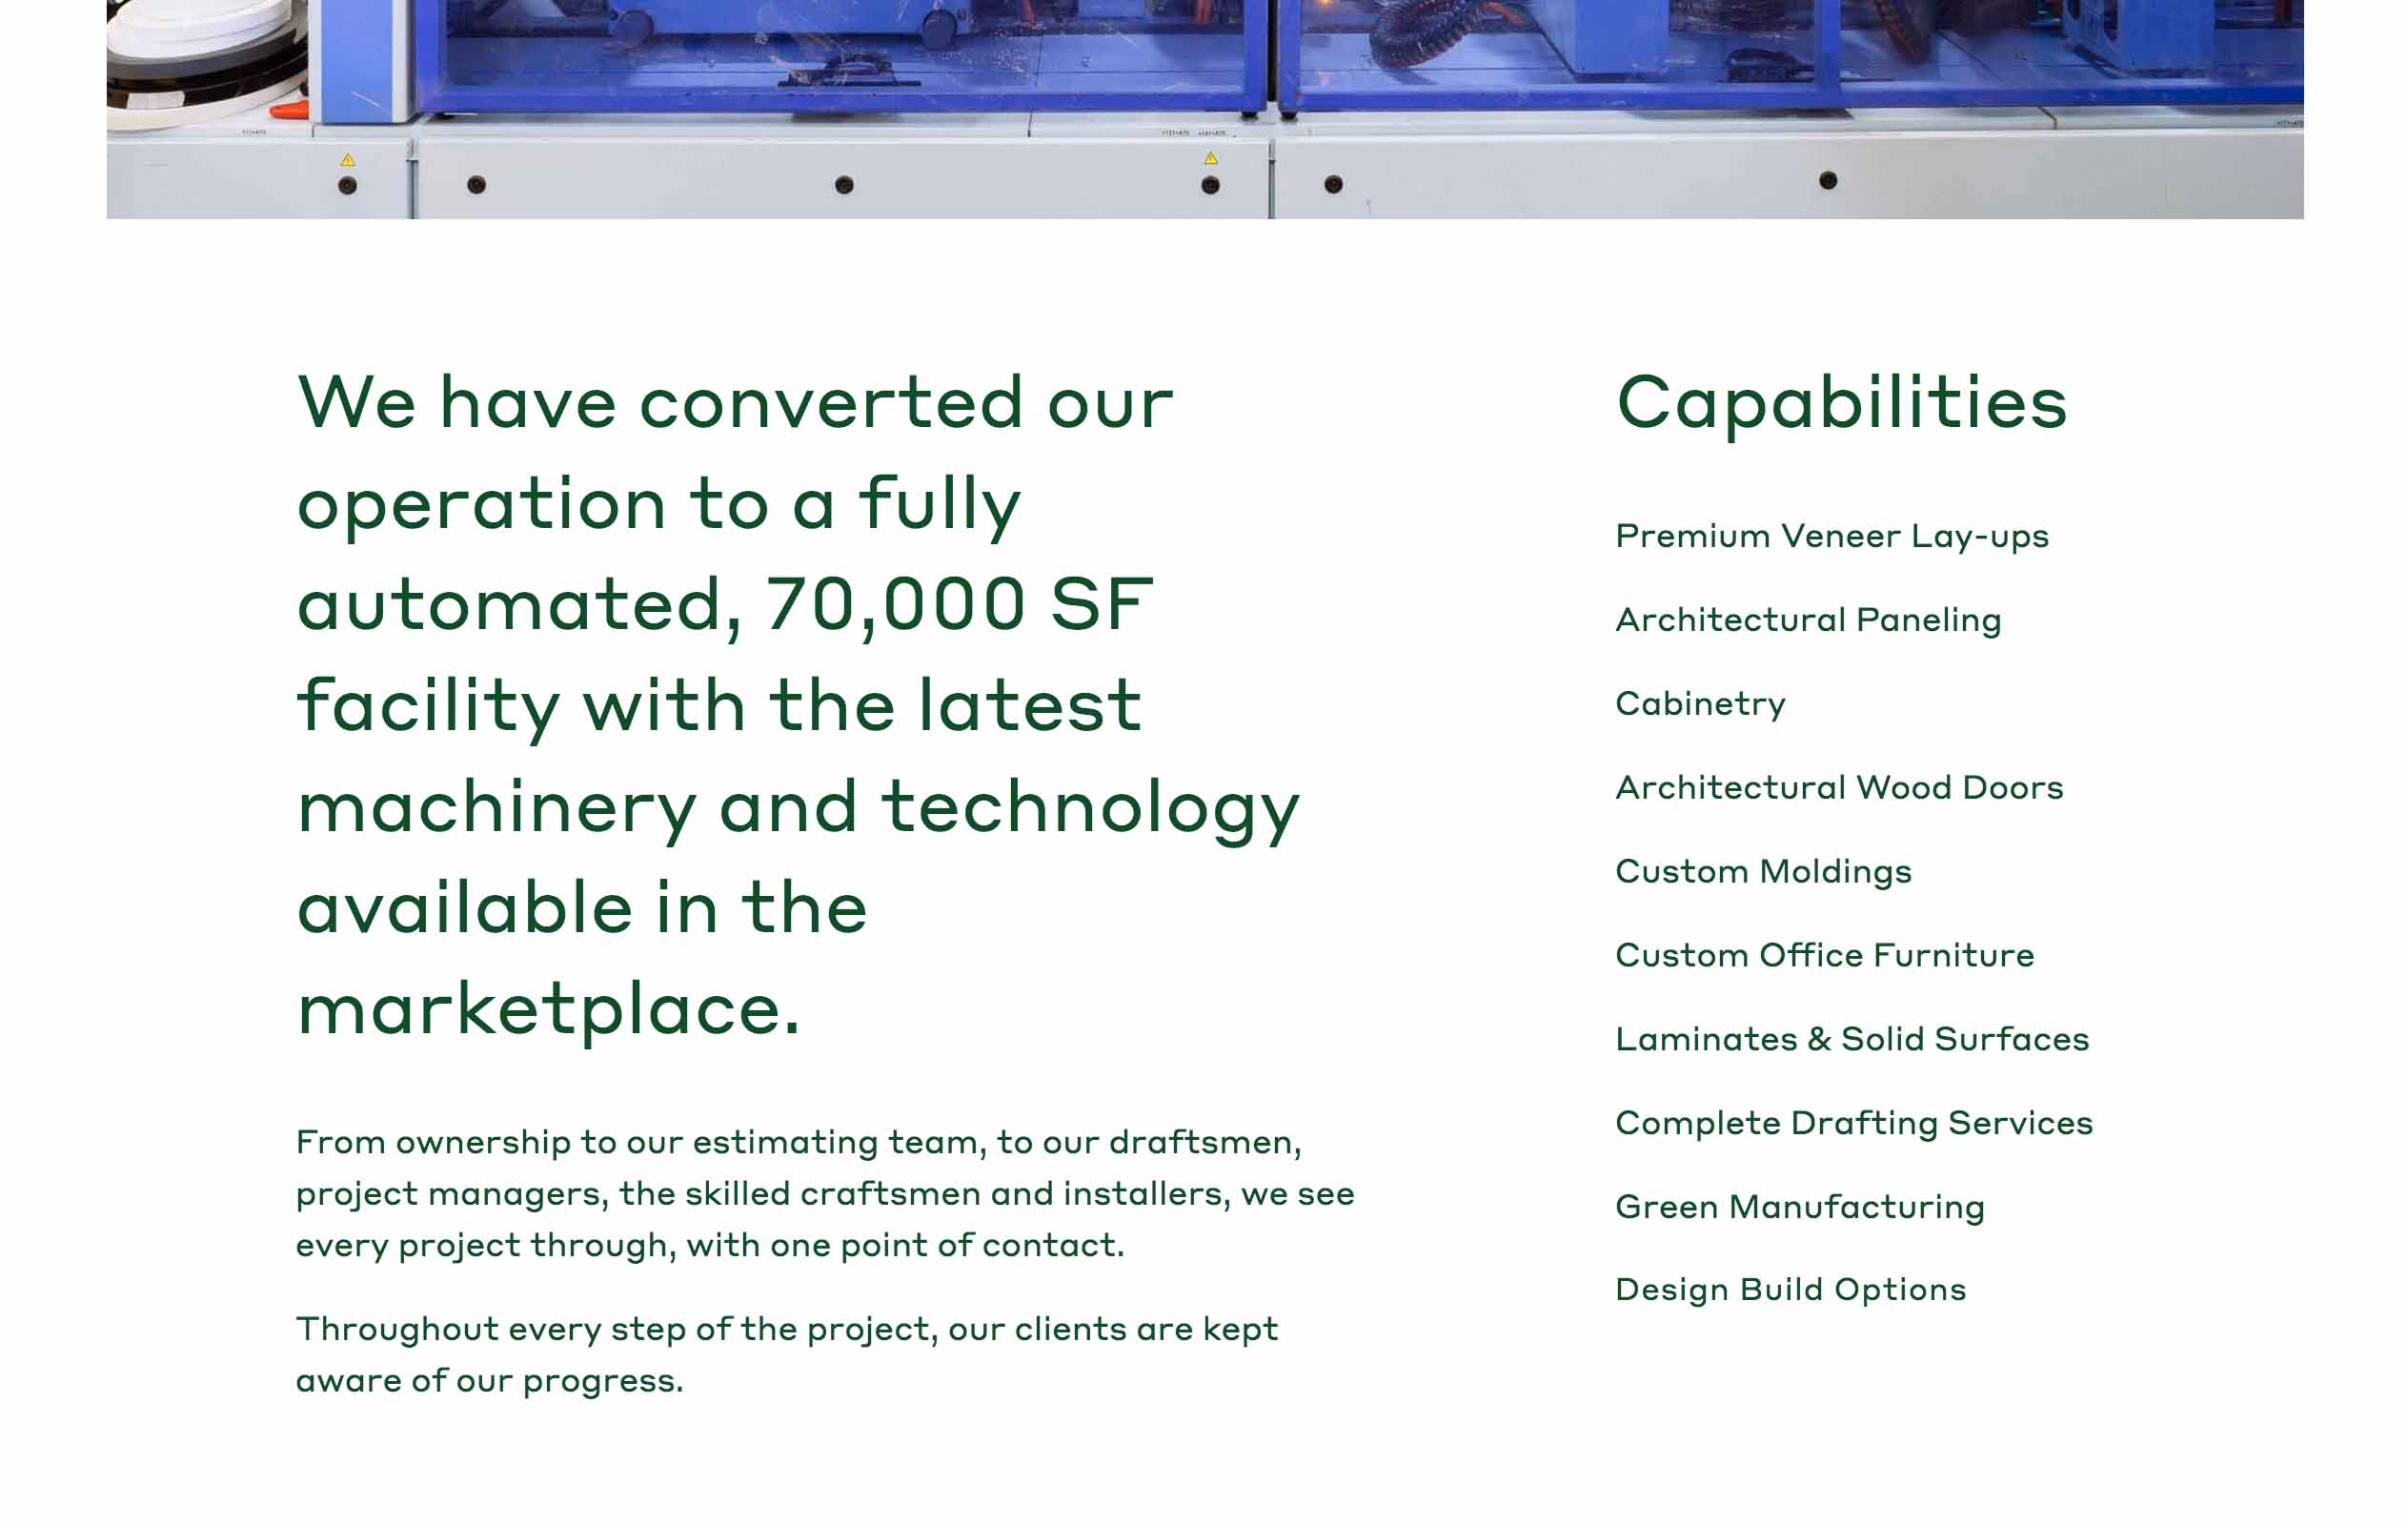 We have converted our
operation to a fully
automated, 70,000 SF
facility with the latest
machinery and technology
available in the
marketplace.
From ownership to our estimating team, to our draftsmen,
project managers, the skilled craftsmen and installers, we see
every project through, with one point of contact.
Throughout every step of the project, our clients are kept
aware of our progress.
Capabilities
Premium Veneer Lay-ups
Architectural Paneling
Cabinetry
Architectural Wood Doors
Custom Moldings
Custom Office Furniture
Laminates & Solid Surfaces
Complete Drafting Services
Green Manufacturing
Design Build Options